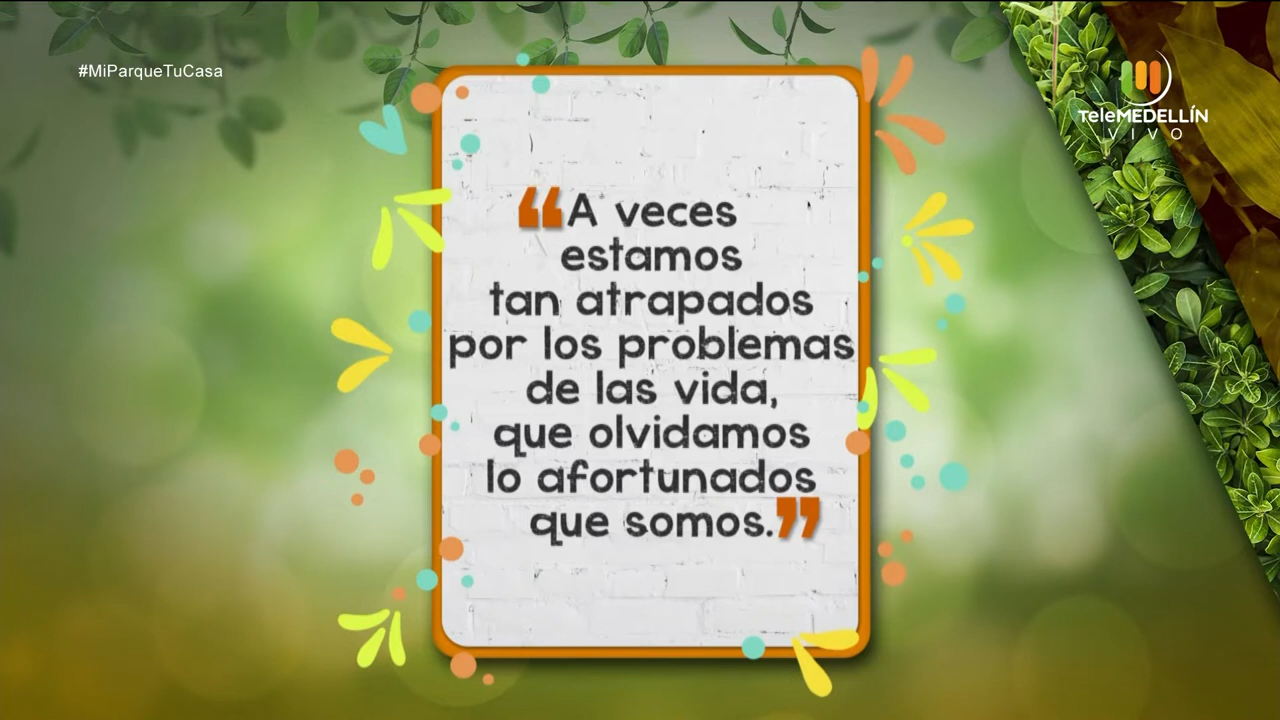 #MiParqueTuCasa
TeleMEDELLÍN
VIVO
“A veces
estamos
tan atrapados
por los problemas
de las vida,
que olvidamos
lo afortunados
que somos.”